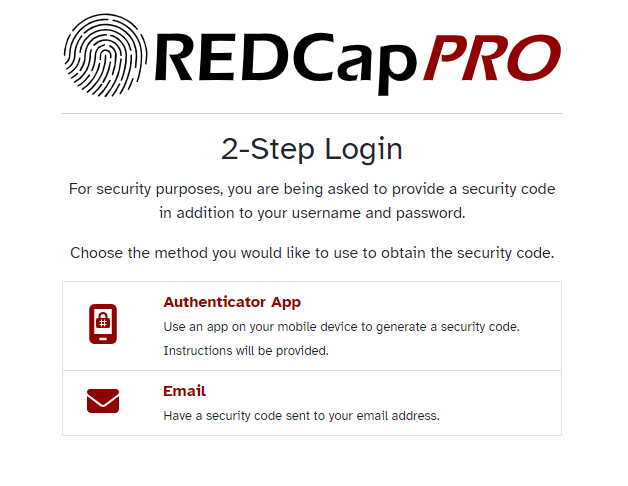 REDCap PRO
2-Step Login
For security purposes, you are being asked to provide a security code
in addition to your username and password.
Choose the method you would like to use to obtain the security code.
Authenticator App
Use an app on your mobile device to generate a security code.
Instructions will be provided.
Email
Have a security code sent to your email address.